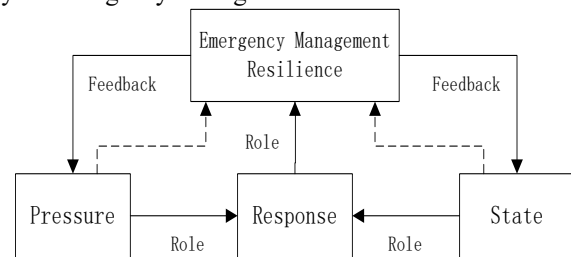 Emergency Management
Resilience
Feedback
Feedback
Role
Pressure
Response
State
Role
Role